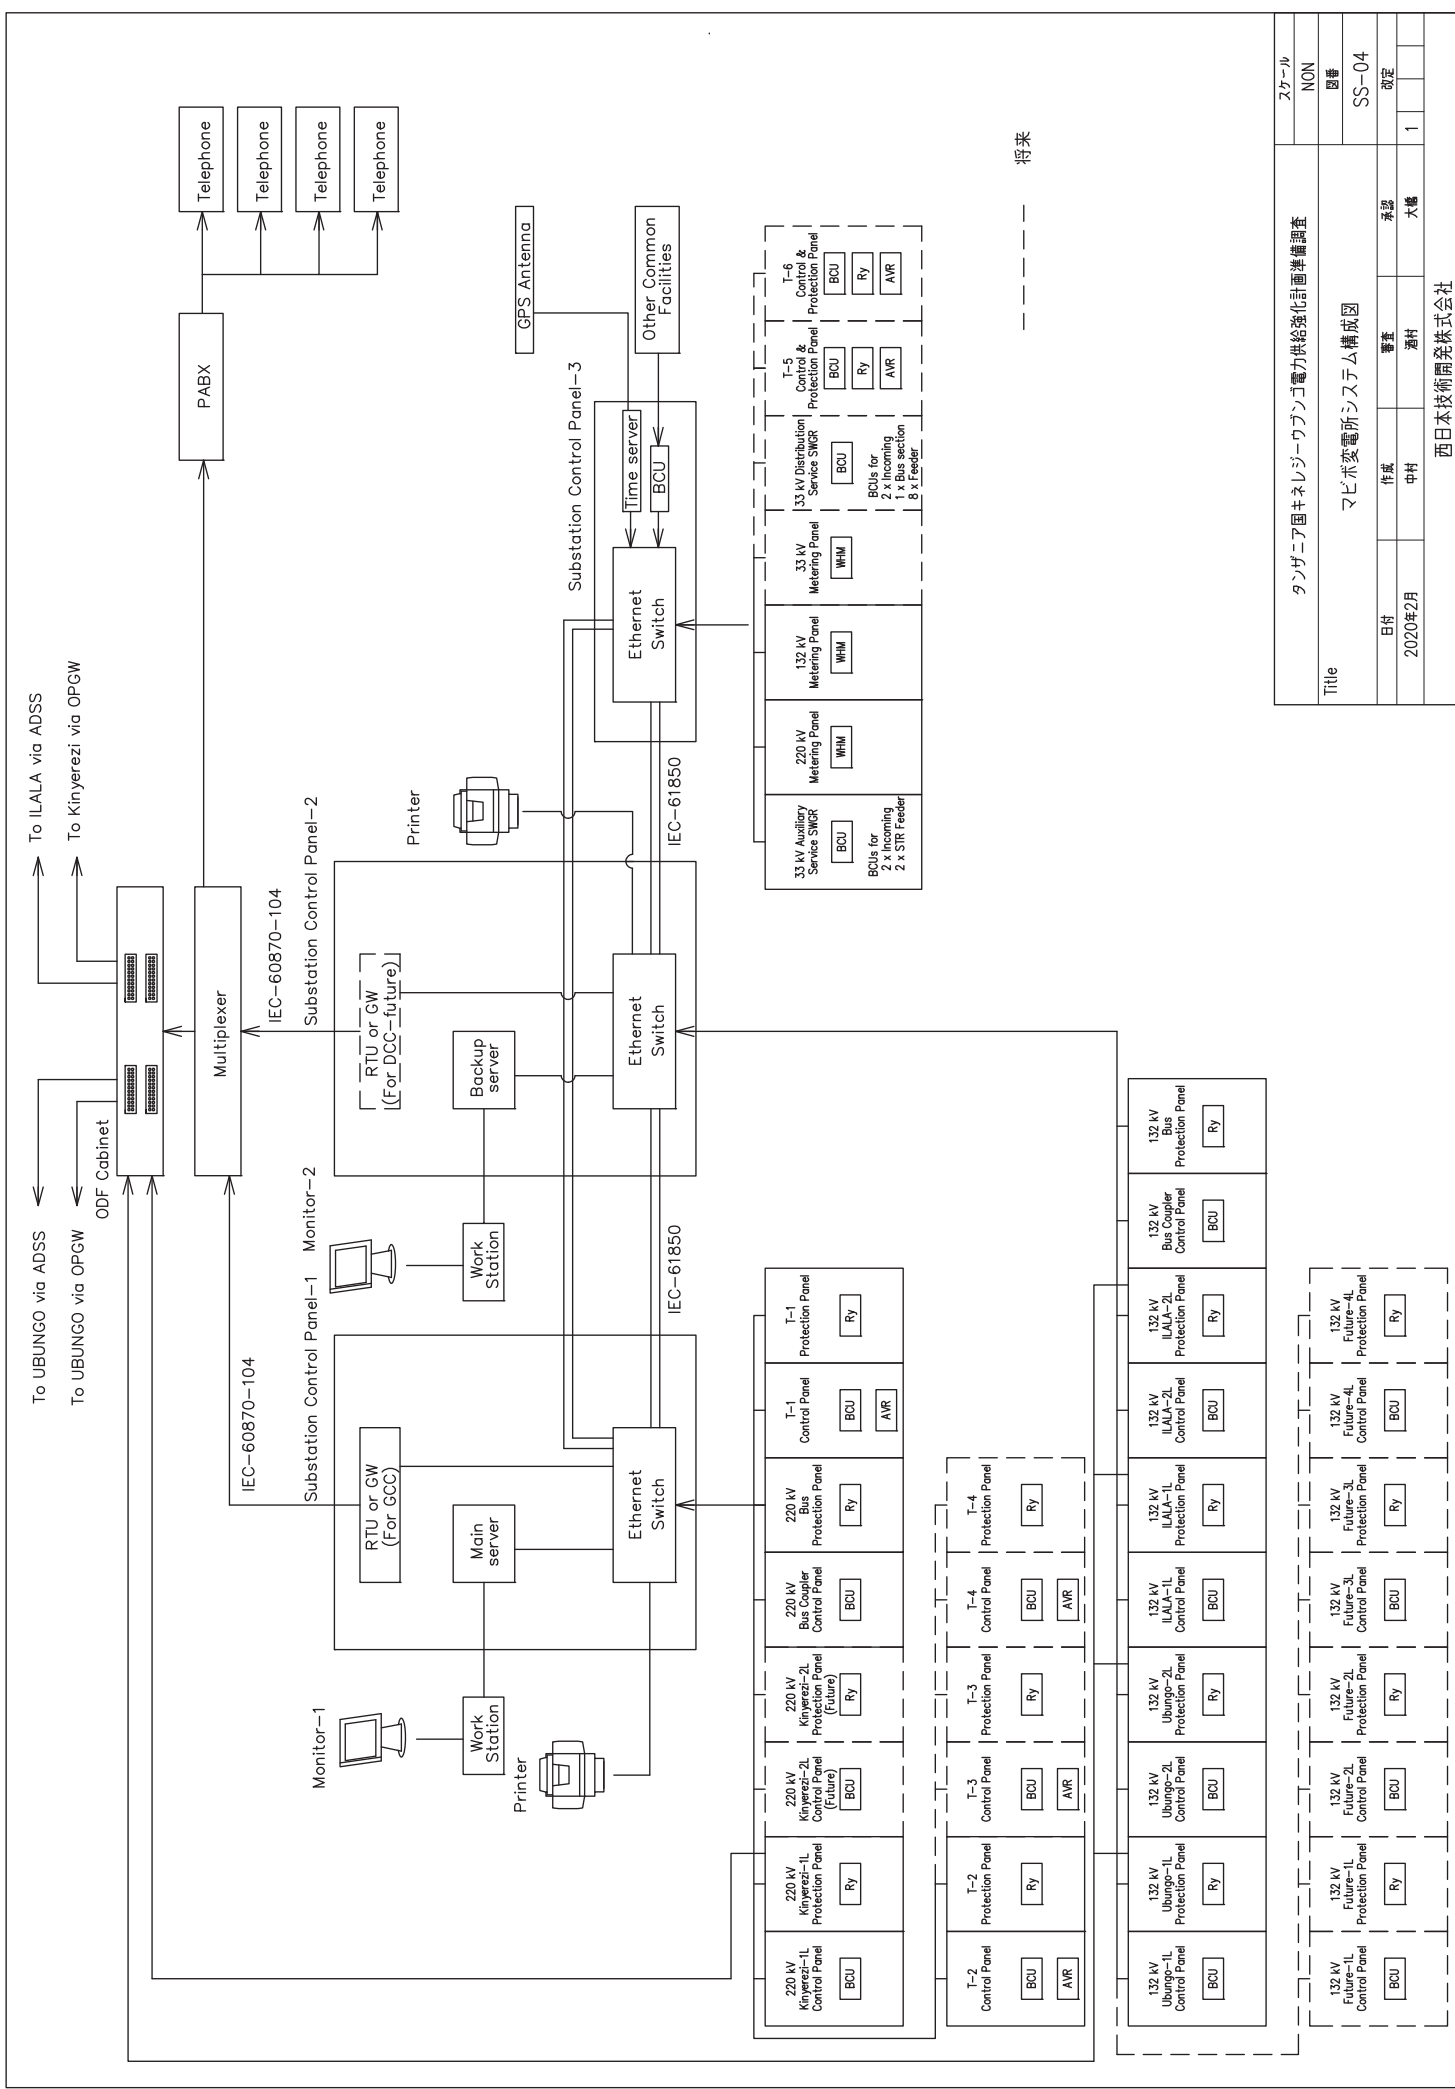 To UBUNGO via ADSS
To UBUNGO via OPGW
To ILALA via ADSS
To Kinyerezi via OPGW
ODF Cabinet
Multiplexer
PABX
Telephone
Telephone
Telephone
Telephone
IEC-60870-104
IEC-60870-104
Substation Control Panel-1
RTU or GW
(For GCC)
Main
server
Ethernet
Switch
Monitor-1
Work
Station
Printer
Substation Control Panel-2
RTU or GW
(For DCC-future)
Backup
server
Ethernet
Switch
Monitor-2
Work
Station
Printer
IEC-61850
IEC-61850
Substation Control Panel-3
Ethernet
Switch
Time server
BCU
GPS Antenna
Other Common
Facilities
220 kV
Kinyerezi-1L
Control Panel
BCU
220 kV
Kinyerezi-1L
Protection Panel
Ry
220 kV
Kinyerezi-2L
Control Panel
(Future)
BCU
220 kV
Kinyerezi-2L
Protection Panel
(Future)
Ry
220 kV
Bus Coupler
Control Panel
BCU
220 kV
Bus
Protection Panel
Ry
T-1
Control Panel
BCU
AVR
T-1
Protection Panel
Ry
33 kV Auxiliary
Service SWGR
BCU
BCUs for
2 x Incoming
2 x STR Feeder
220 kV
Metering Panel
WHM
132 kV
Metering Panel
WHM
33 kV
Metering Panel
WHM
33 kV Distribution
Service SWGR
BCU
BCUs for
2 x Incoming
1 x Bus section
8 x Feeder
T-5
Control &
Protection Panel
BCU
Ry
AVR
T-6
Control &
Protection Panel
BCU
Ry
AVR
T-2
Control Panel
BCU
AVR
T-2
Protection Panel
Ry
T-3
Control Panel
BCU
AVR
T-3
Protection Panel
Ry
T-4
Control Panel
BCU
AVR
T-4
Protection Panel
Ry
132 kV
Ubungo-1L
Control Panel
BCU
132 kV
Ubungo-1L
Protection Panel
Ry
132 kV
Ubungo-2L
Control Panel
BCU
132 kV
Ubungo-2L
Protection Panel
Ry
132 kV
ILALA-1L
Control Panel
BCU
132 kV
ILALA-1L
Protection Panel
Ry
132 kV
ILALA-2L
Control Panel
BCU
132 kV
ILALA-2L
Protection Panel
Ry
132 kV
Bus Coupler
Control Panel
BCU
132 kV
Bus
Protection Panel
Ry
132 kV
Future-1L
Control Panel
BCU
132 kV
Future-1L
Protection Panel
Ry
132 kV
Future-2L
Control Panel
BCU
132 kV
Future-2L
Protection Panel
Ry
132 kV
Future-3L
Control Panel
BCU
132 kV
Future-3L
Protection Panel
Ry
132 kV
Future-4L
Control Panel
BCU
132 kV
Future-4L
Protection Panel
Ry
将来
タンザニア国キネレジーウブンゴ電力供給強化計画準備調査
スケール
NON
Title
マビボ変電所システム構成図
図番
SS-04
日付 作成 審査 承認 改定
2020年2月 中村 酒村 大橋 1
西日本技術開発株式会社